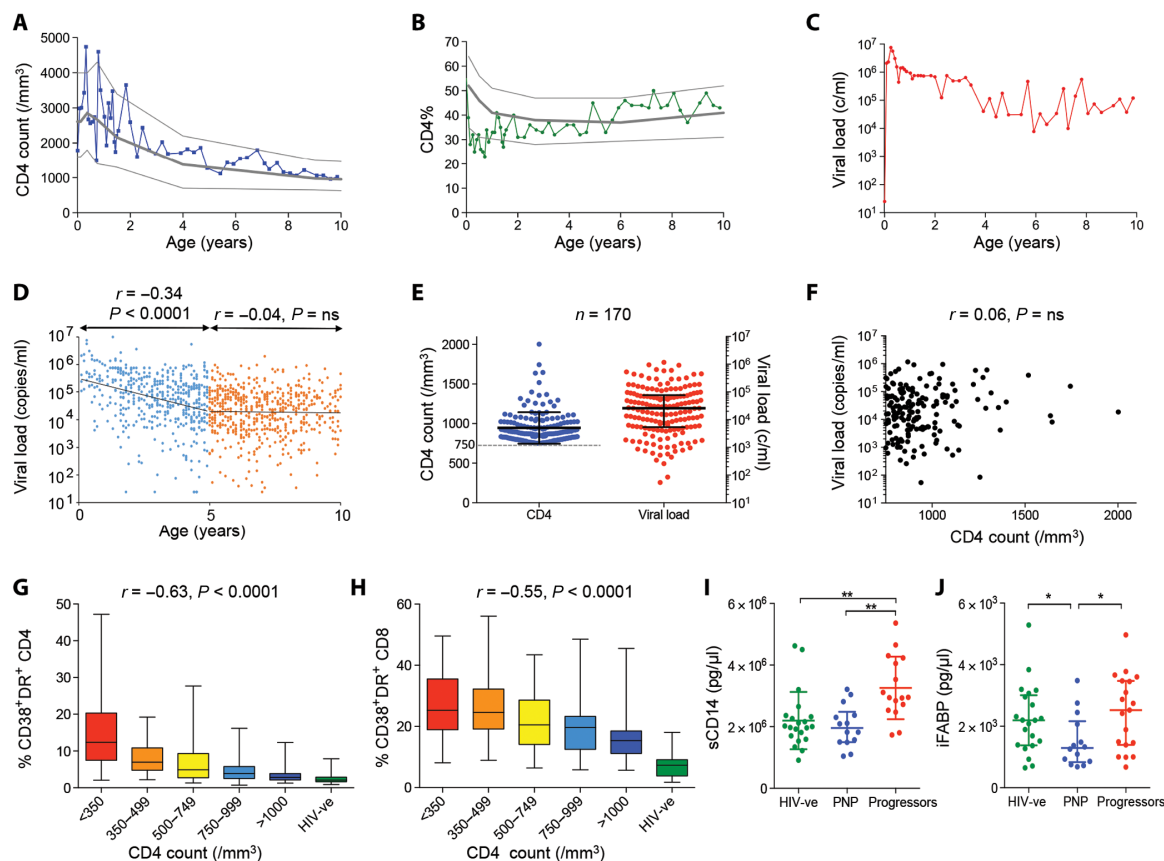 A
CD4 count (/mm³)
5000
4000
3000
2000
1000
0
0 2 4 6 8 10
Age (years)
B
CD4%
70
60
50
40
30
20
10
0
0 2 4 6 8 10
Age (years)
C
Viral load (c/ml)
10⁷
10⁶
10⁵
10⁴
10³
10²
10¹
0 2 4 6 8 10
Age (years)
D
r = −0.34
P < 0.0001
r = −0.04, P = ns
Viral load (copies/ml)
10⁷
10⁶
10⁵
10⁴
10³
10²
10¹
0 5 10
Age (years)
E
n = 170
CD4 count (/mm³)
2000
1500
1000
750
500
0
10⁷
10⁶
10⁵
10⁴
10³
10²
10¹
Viral load (c/ml)
CD4 Viral load
F
r = 0.06, P = ns
Viral load (copies/ml)
10⁷
10⁶
10⁵
10⁴
10³
10²
10¹
1000 1500 2000
CD4 count (/mm³)
G
r = −0.63, P < 0.0001
% CD38⁺DR⁺ CD4
50
40
30
20
10
0
<350 350–499 500–749 750–999 >1000 HIV-ve
CD4 count (/mm³)
H
r = −0.55, P < 0.0001
% CD38⁺DR⁺ CD8
60
40
20
0
<350 350–499 500–749 750–999 >1000 HIV-ve
CD4 count (/mm³)
I
**
**
sCD14 (pg/µl)
6 × 10⁶
4 × 10⁶
2 × 10⁶
0
HIV-ve PNP Progressors
J
* *
iFABP (pg/µl)
6 × 10³
4 × 10³
2 × 10³
0
HIV-ve PNP Progressors